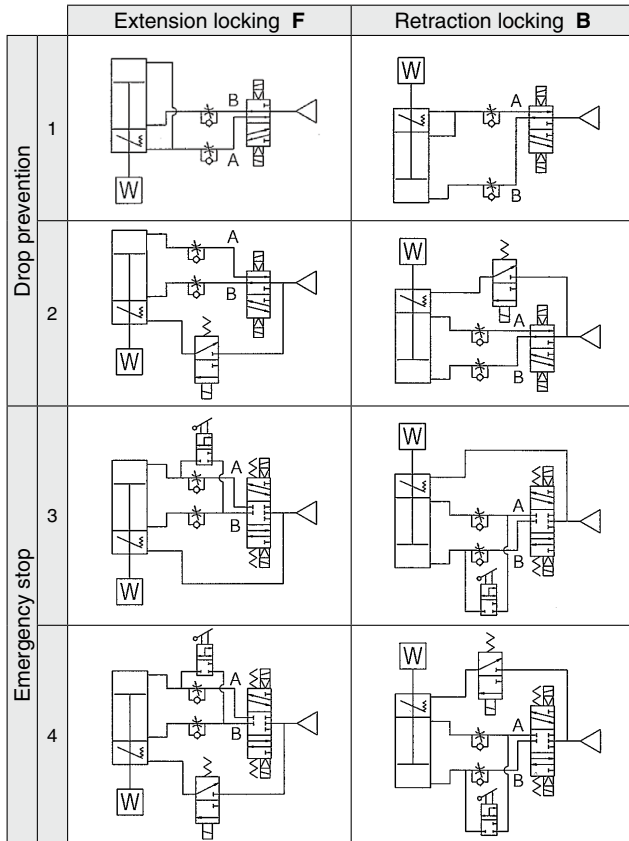 Extension locking F
Retraction locking B
Drop prevention
1
B
A
W
W
A
B
2
A
B
W
W
A
B
Emergency stop
3
A
B
W
W
A
B
4
A
B
W
W
A
B